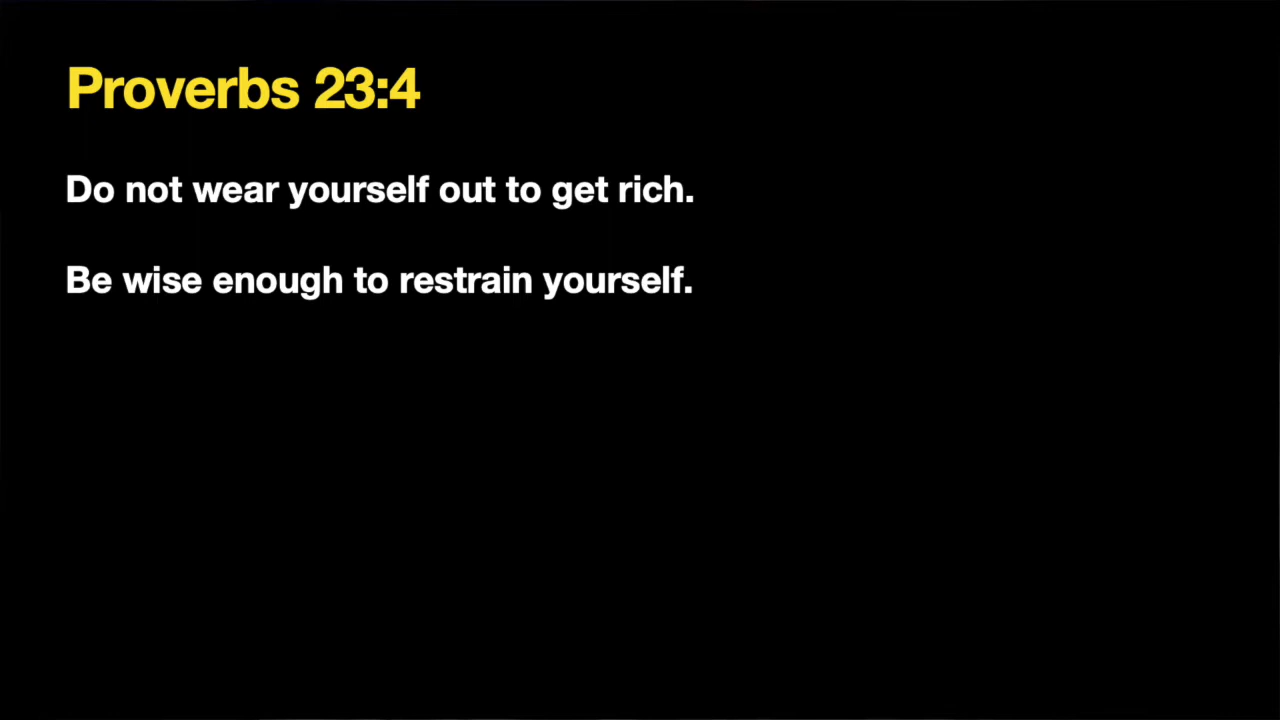 Proverbs 23:4
Do not wear yourself out to get rich.
Be wise enough to restrain yourself.